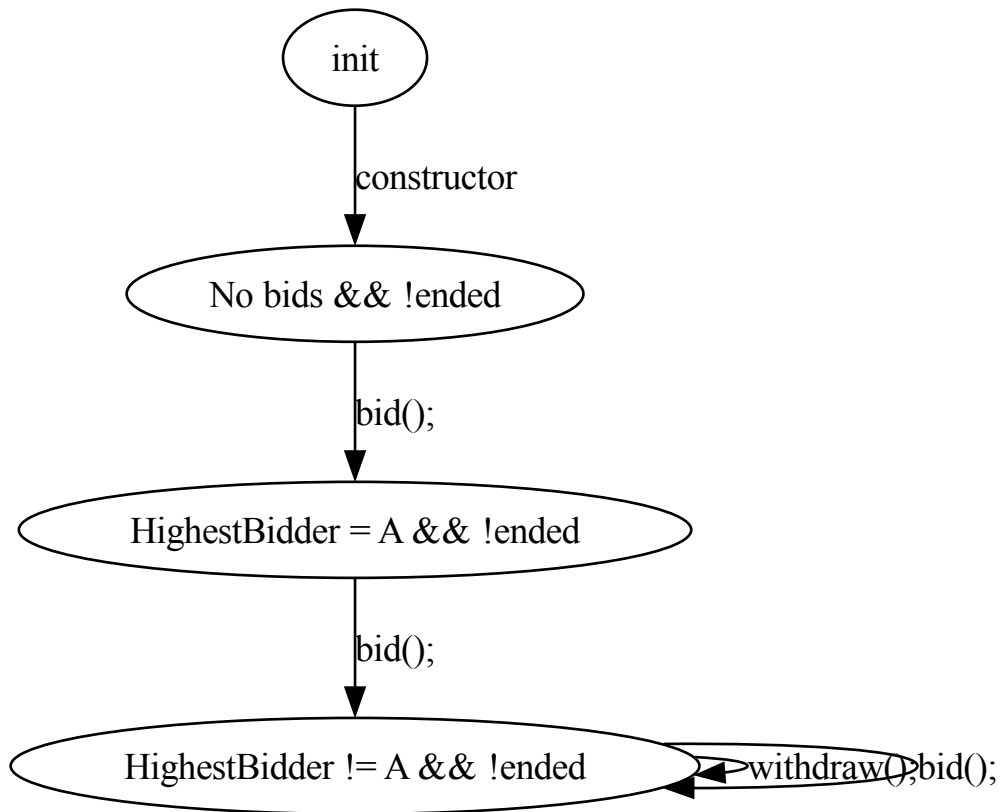 init
constructor
No bids && !ended
bid();
HighestBidder = A && !ended
bid();
HighestBidder != A && !ended
withdraw();
bid();